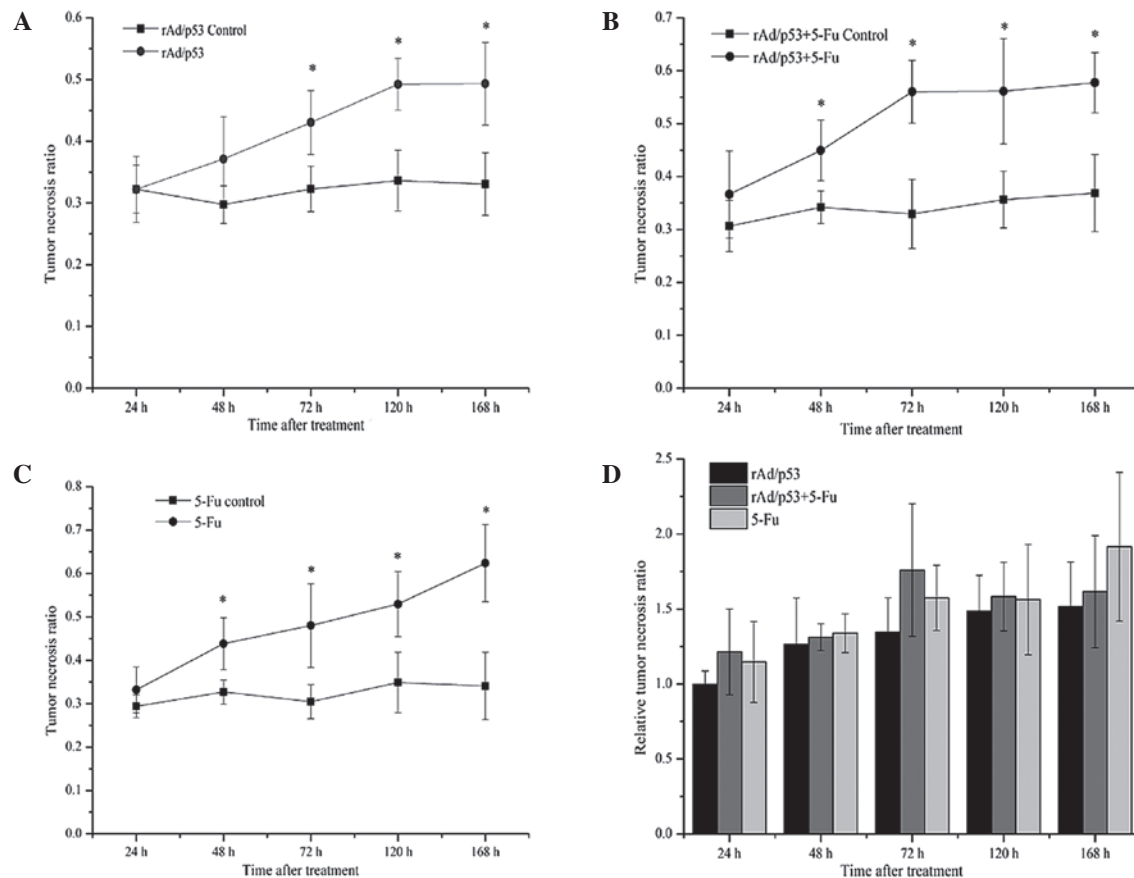 A
rAd/p53 Control
rAd/p53
Tumor necrosis ratio
0.6
0.5
0.4
0.3
0.2
0.1
0.0
* * *
24 h 48 h 72 h 120 h 168 h
Time after treatment
B
rAd/p53+5-Fu Control
rAd/p53+5-Fu
Tumor necrosis ratio
0.7
0.6
0.5
0.4
0.3
0.2
0.1
0.0
* * * *
24 h 48 h 72 h 120 h 168 h
Time after treatment
C
5-Fu control
5-Fu
Tumor necrosis ratio
0.8
0.7
0.6
0.5
0.4
0.3
0.2
0.1
0.0
* * * *
24 h 48 h 72 h 120 h 168 h
Time after treatment
D
rAd/p53
rAd/p53+5-Fu
5-Fu
Relative tumor necrosis ratio
2.5
2.0
1.5
1.0
0.5
0.0
24 h 48 h 72 h 120 h 168 h
Time after treatment